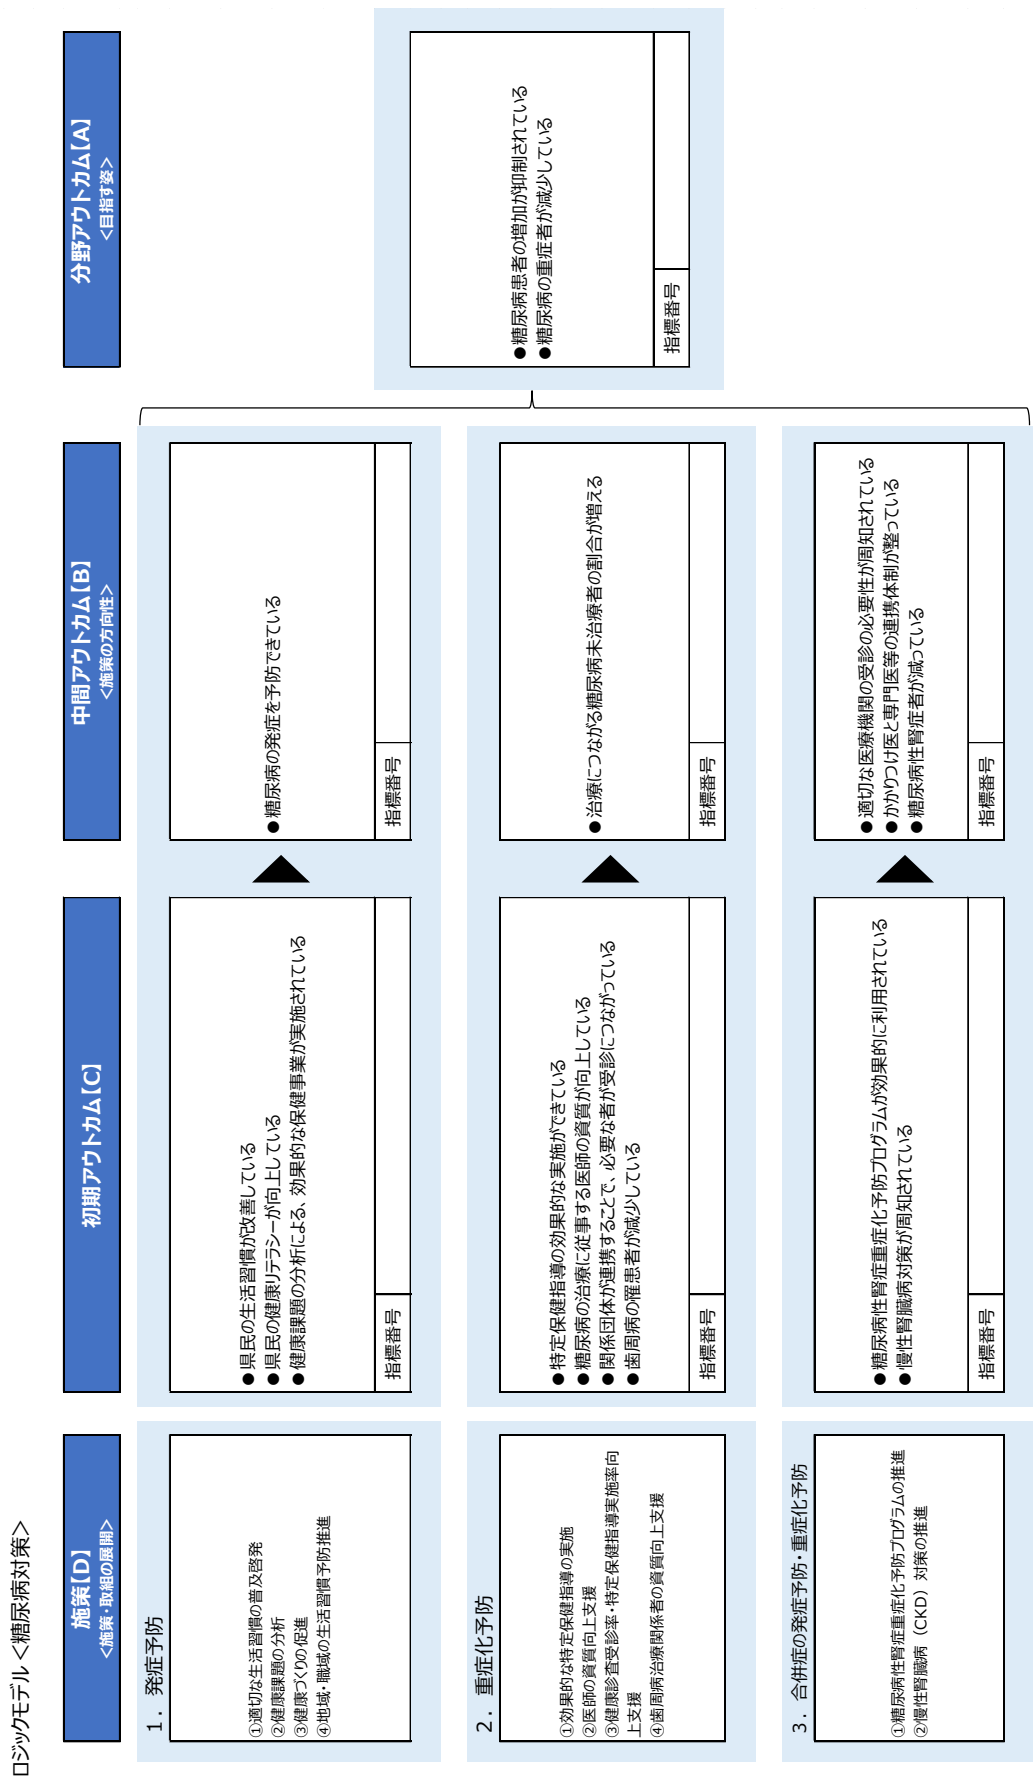 ロジックモデル＜糖尿病対策＞
施策【D】
＜施策・取組の展開＞
初期アウトカム【C】
中間アウトカム【B】
＜施策の方向性＞
分野アウトカム【A】
＜目指す姿＞
１．発症予防
①適切な生活習慣の普及啓発
②健康課題の分析
③健康づくりの促進
④地域・職域の生活習慣予防推進
●県民の生活習慣が改善している
●県民の健康リテラシーが向上している
●健康課題の分析による、効果的な保健事業が実施されている
指標番号
●糖尿病の発症を予防できている
指標番号
２．重症化予防
①効果的な特定保健指導の実施
②医師の資質向上支援
③健康診査受診率・特定保健指導実施率向
上支援
④歯周病治療関係者の資質向上支援
●特定保健指導の効果的な実施ができている
●糖尿病の治療に従事する医師の資質が向上している
●関係団体が連携することで、必要な者が受診につながっている
●歯周病の罹患者が減少している
指標番号
●治療につながる糖尿病未治療者の割合が増える
指標番号
３．合併症の発症予防・重症化予防
①糖尿病性腎症重症化予防プログラムの推進
②慢性腎臓病（CKD）対策の推進
●糖尿病性腎症重症化予防プログラムが効果的に利用されている
●慢性腎臓病対策が周知されている
指標番号
●適切な医療機関の受診の必要性が周知されている
●かかりつけ医と専門医等の連携体制が整っている
●糖尿病性腎症者が減っている
指標番号
●糖尿病患者の増加が抑制されている
●糖尿病の重症者が減少している
指標番号